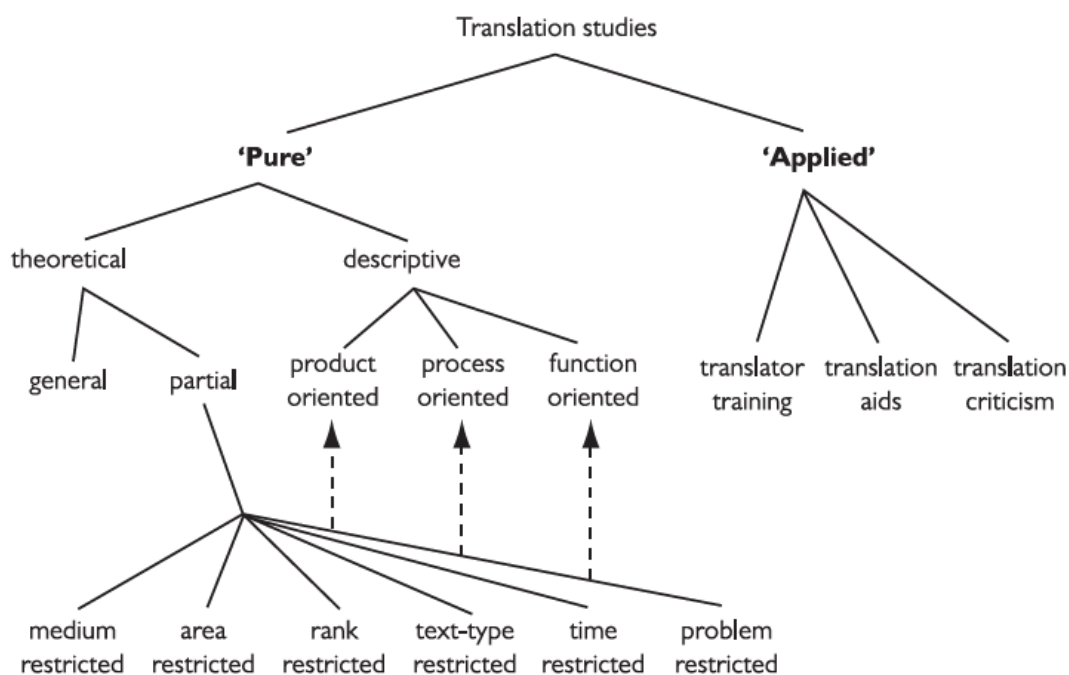 Translation studies
‘Pure’
‘Applied’
theoretical
descriptive
general
partial
product
oriented
process
oriented
function
oriented
translator
training
translation
aids
translation
criticism
medium
restricted
area
restricted
rank
restricted
text-type
restricted
time
restricted
problem
restricted